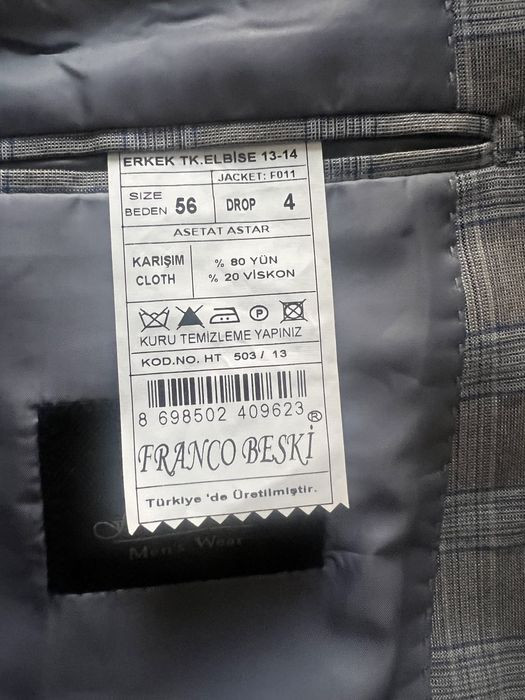 ERKEK TK.ELBİSE 13-14
JACKET: F011
SIZE
BEDEN 56 DROP 4
ASETAT ASTAR
KARIŞIM
CLOTH
% 80 YÜN
% 20 VİSKON
P
KURU TEMİZLEME YAPINIZ
KOD.NO. HT 503 / 13
8 698502 409623
FRANCO BESKİ®
Türkiye 'de Üretilmiştir.
Men's Wear